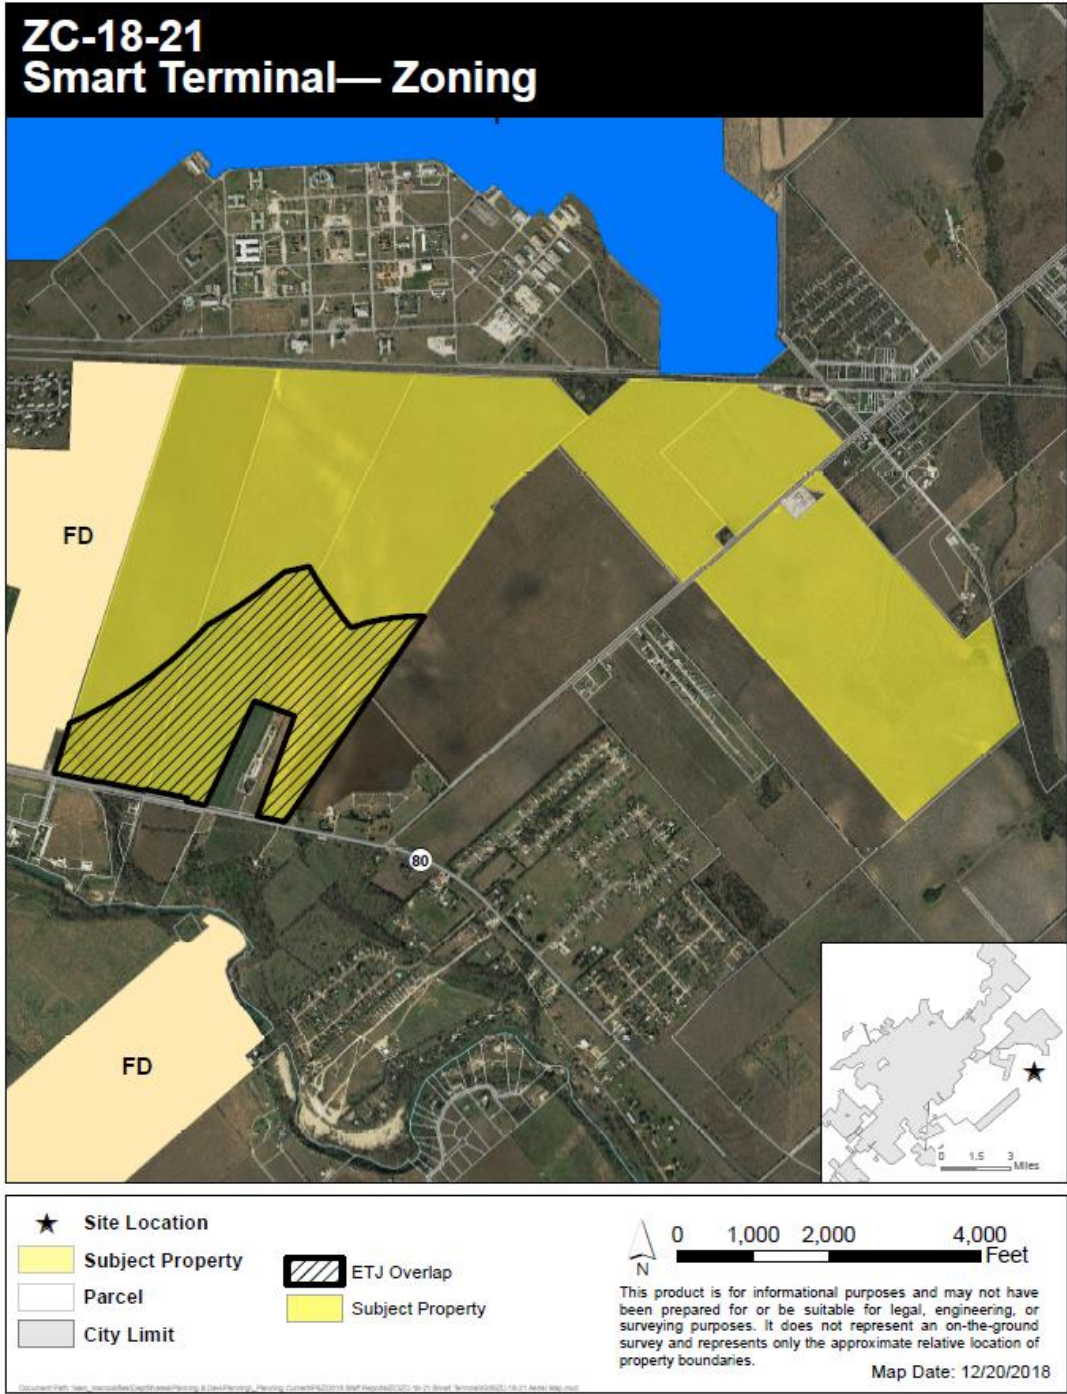 ZC-18-21
Smart Terminal— Zoning
FD
80
FD
0 1.5 3
Miles
Site Location
Subject Property
Parcel
City Limit
ETJ Overlap
Subject Property
N
0 1,000 2,000 4,000
Feet
This product is for informational purposes and may not have
been prepared for or be suitable for legal, engineering, or
surveying purposes. It does not represent an on-the-ground
survey and represents only the approximate relative location of
property boundaries.
Map Date: 12/20/2018